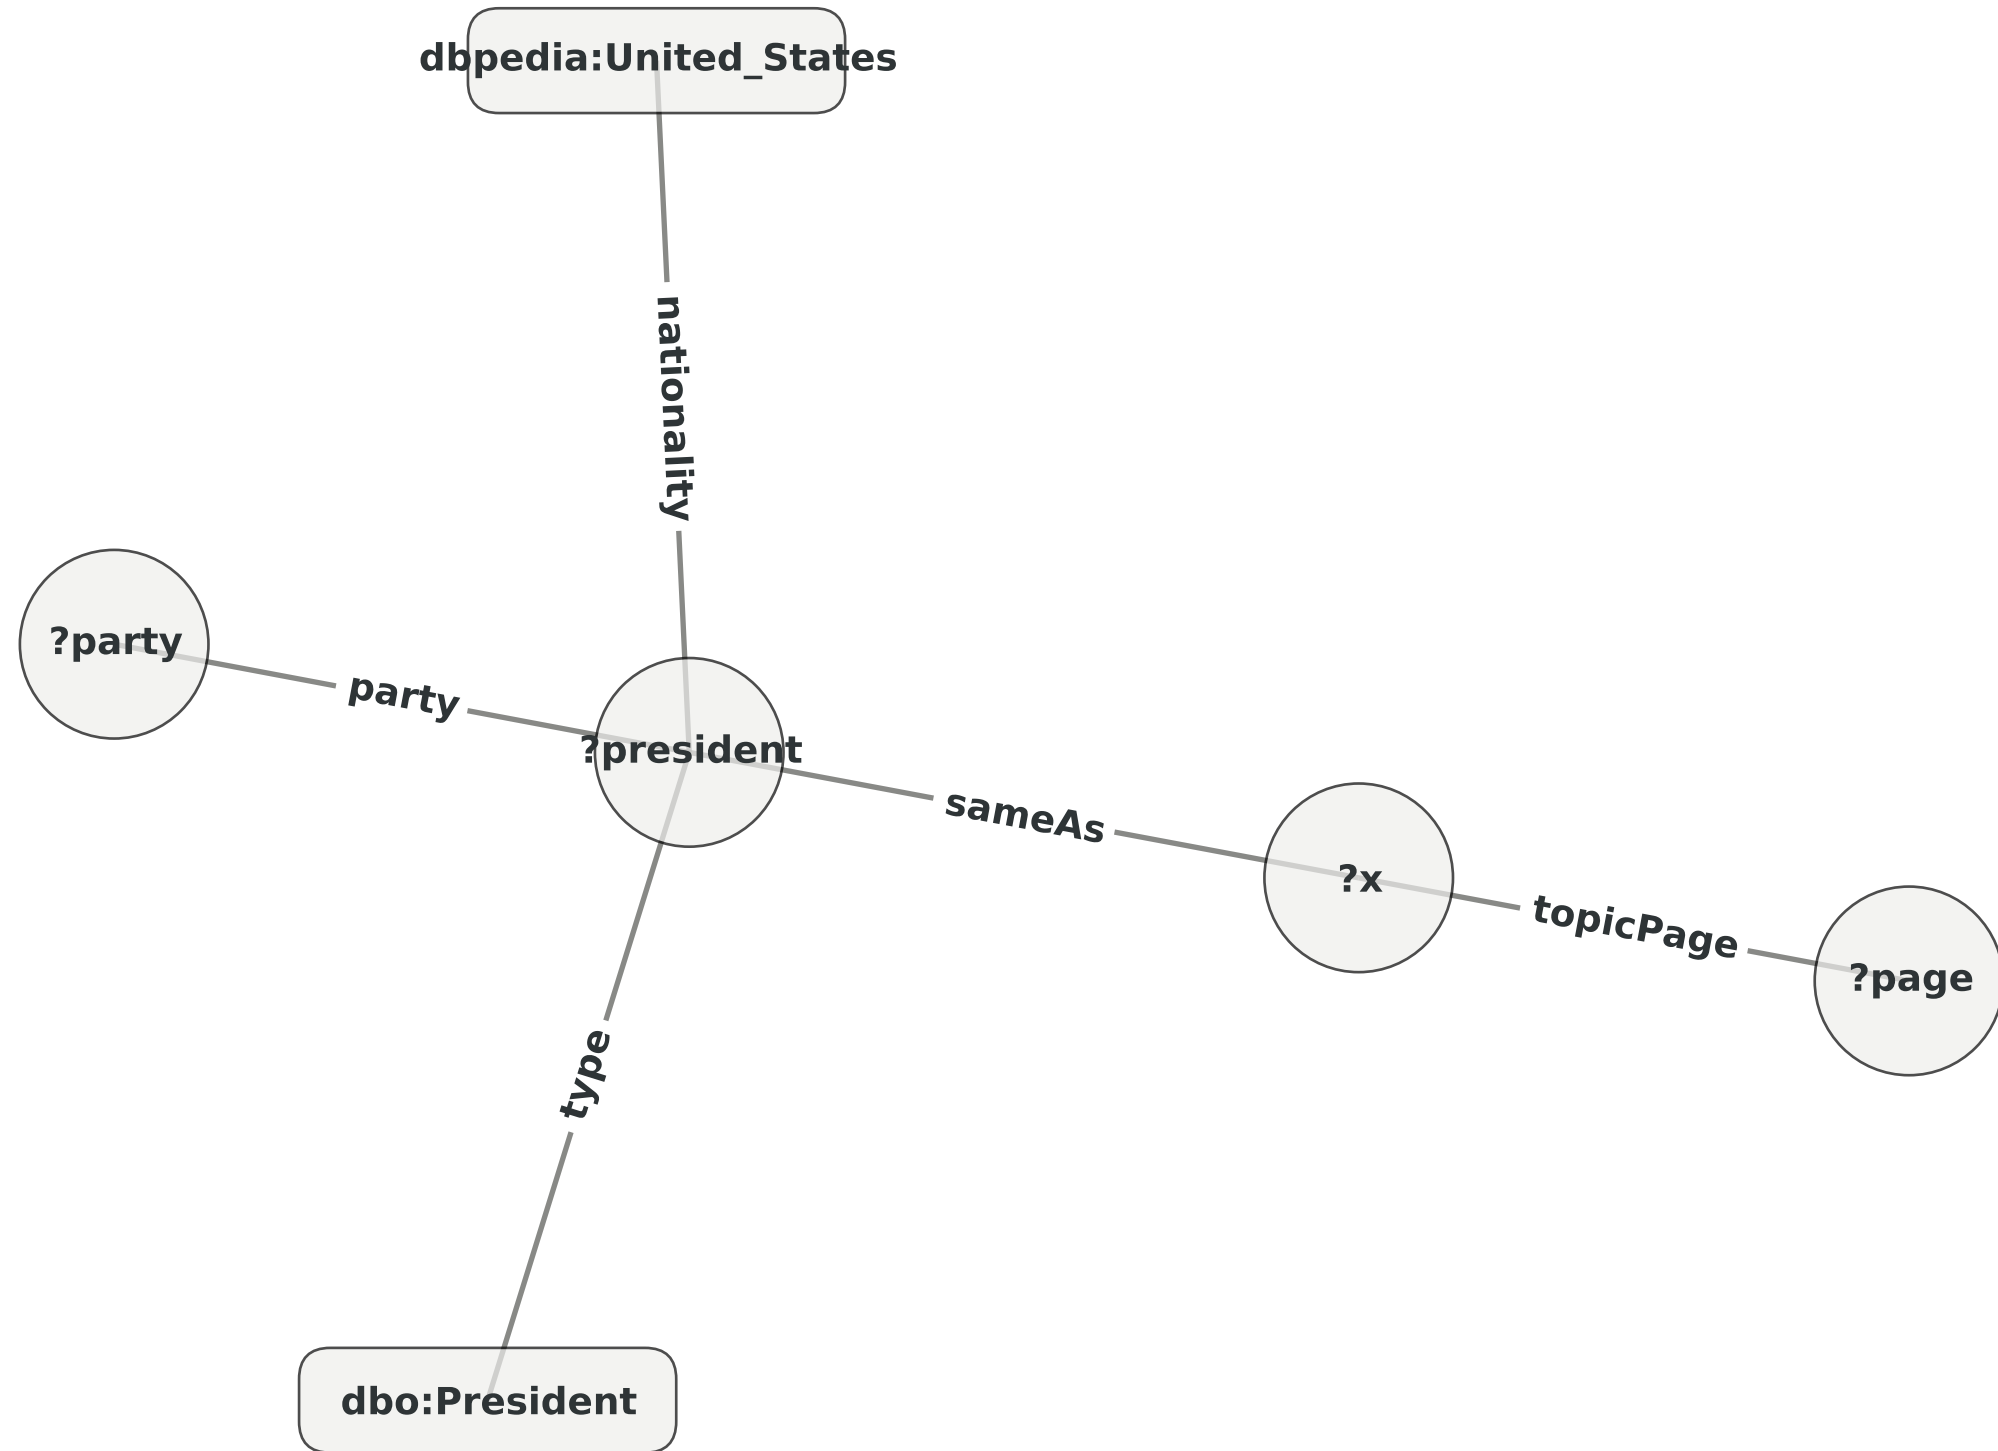 dbpedia:United_States
nationality
?party
party
?president
sameAs
?x
topicPage
?page
type
dbo:President